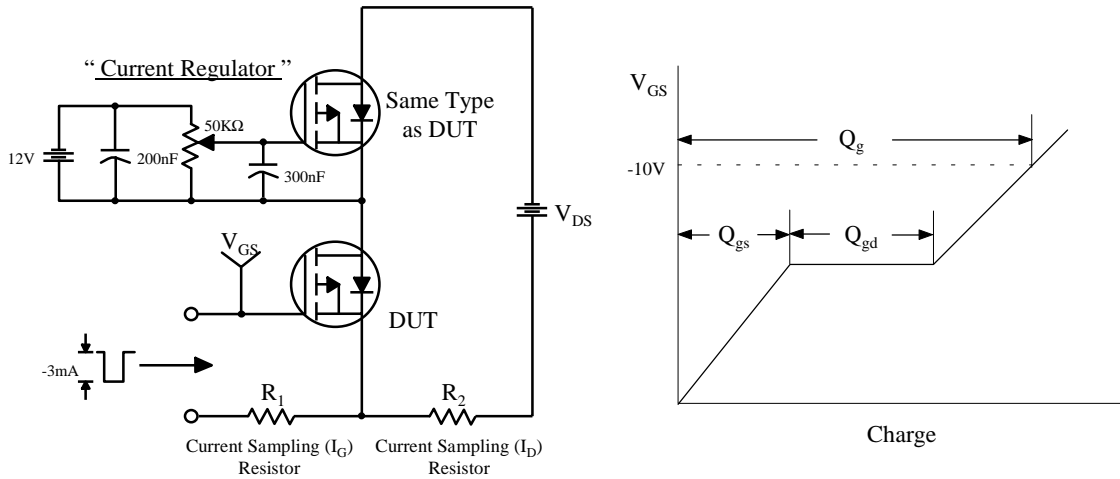 “ Current Regulator ”
12V
200nF
50KΩ
300nF
Same Type
as DUT
V_DS
V_GS
DUT
-3mA
R_1
R_2
Current Sampling (I_G)
Resistor
Current Sampling (I_D)
Resistor
V_GS
Q_g
-10V
Q_gs
Q_gd
Charge